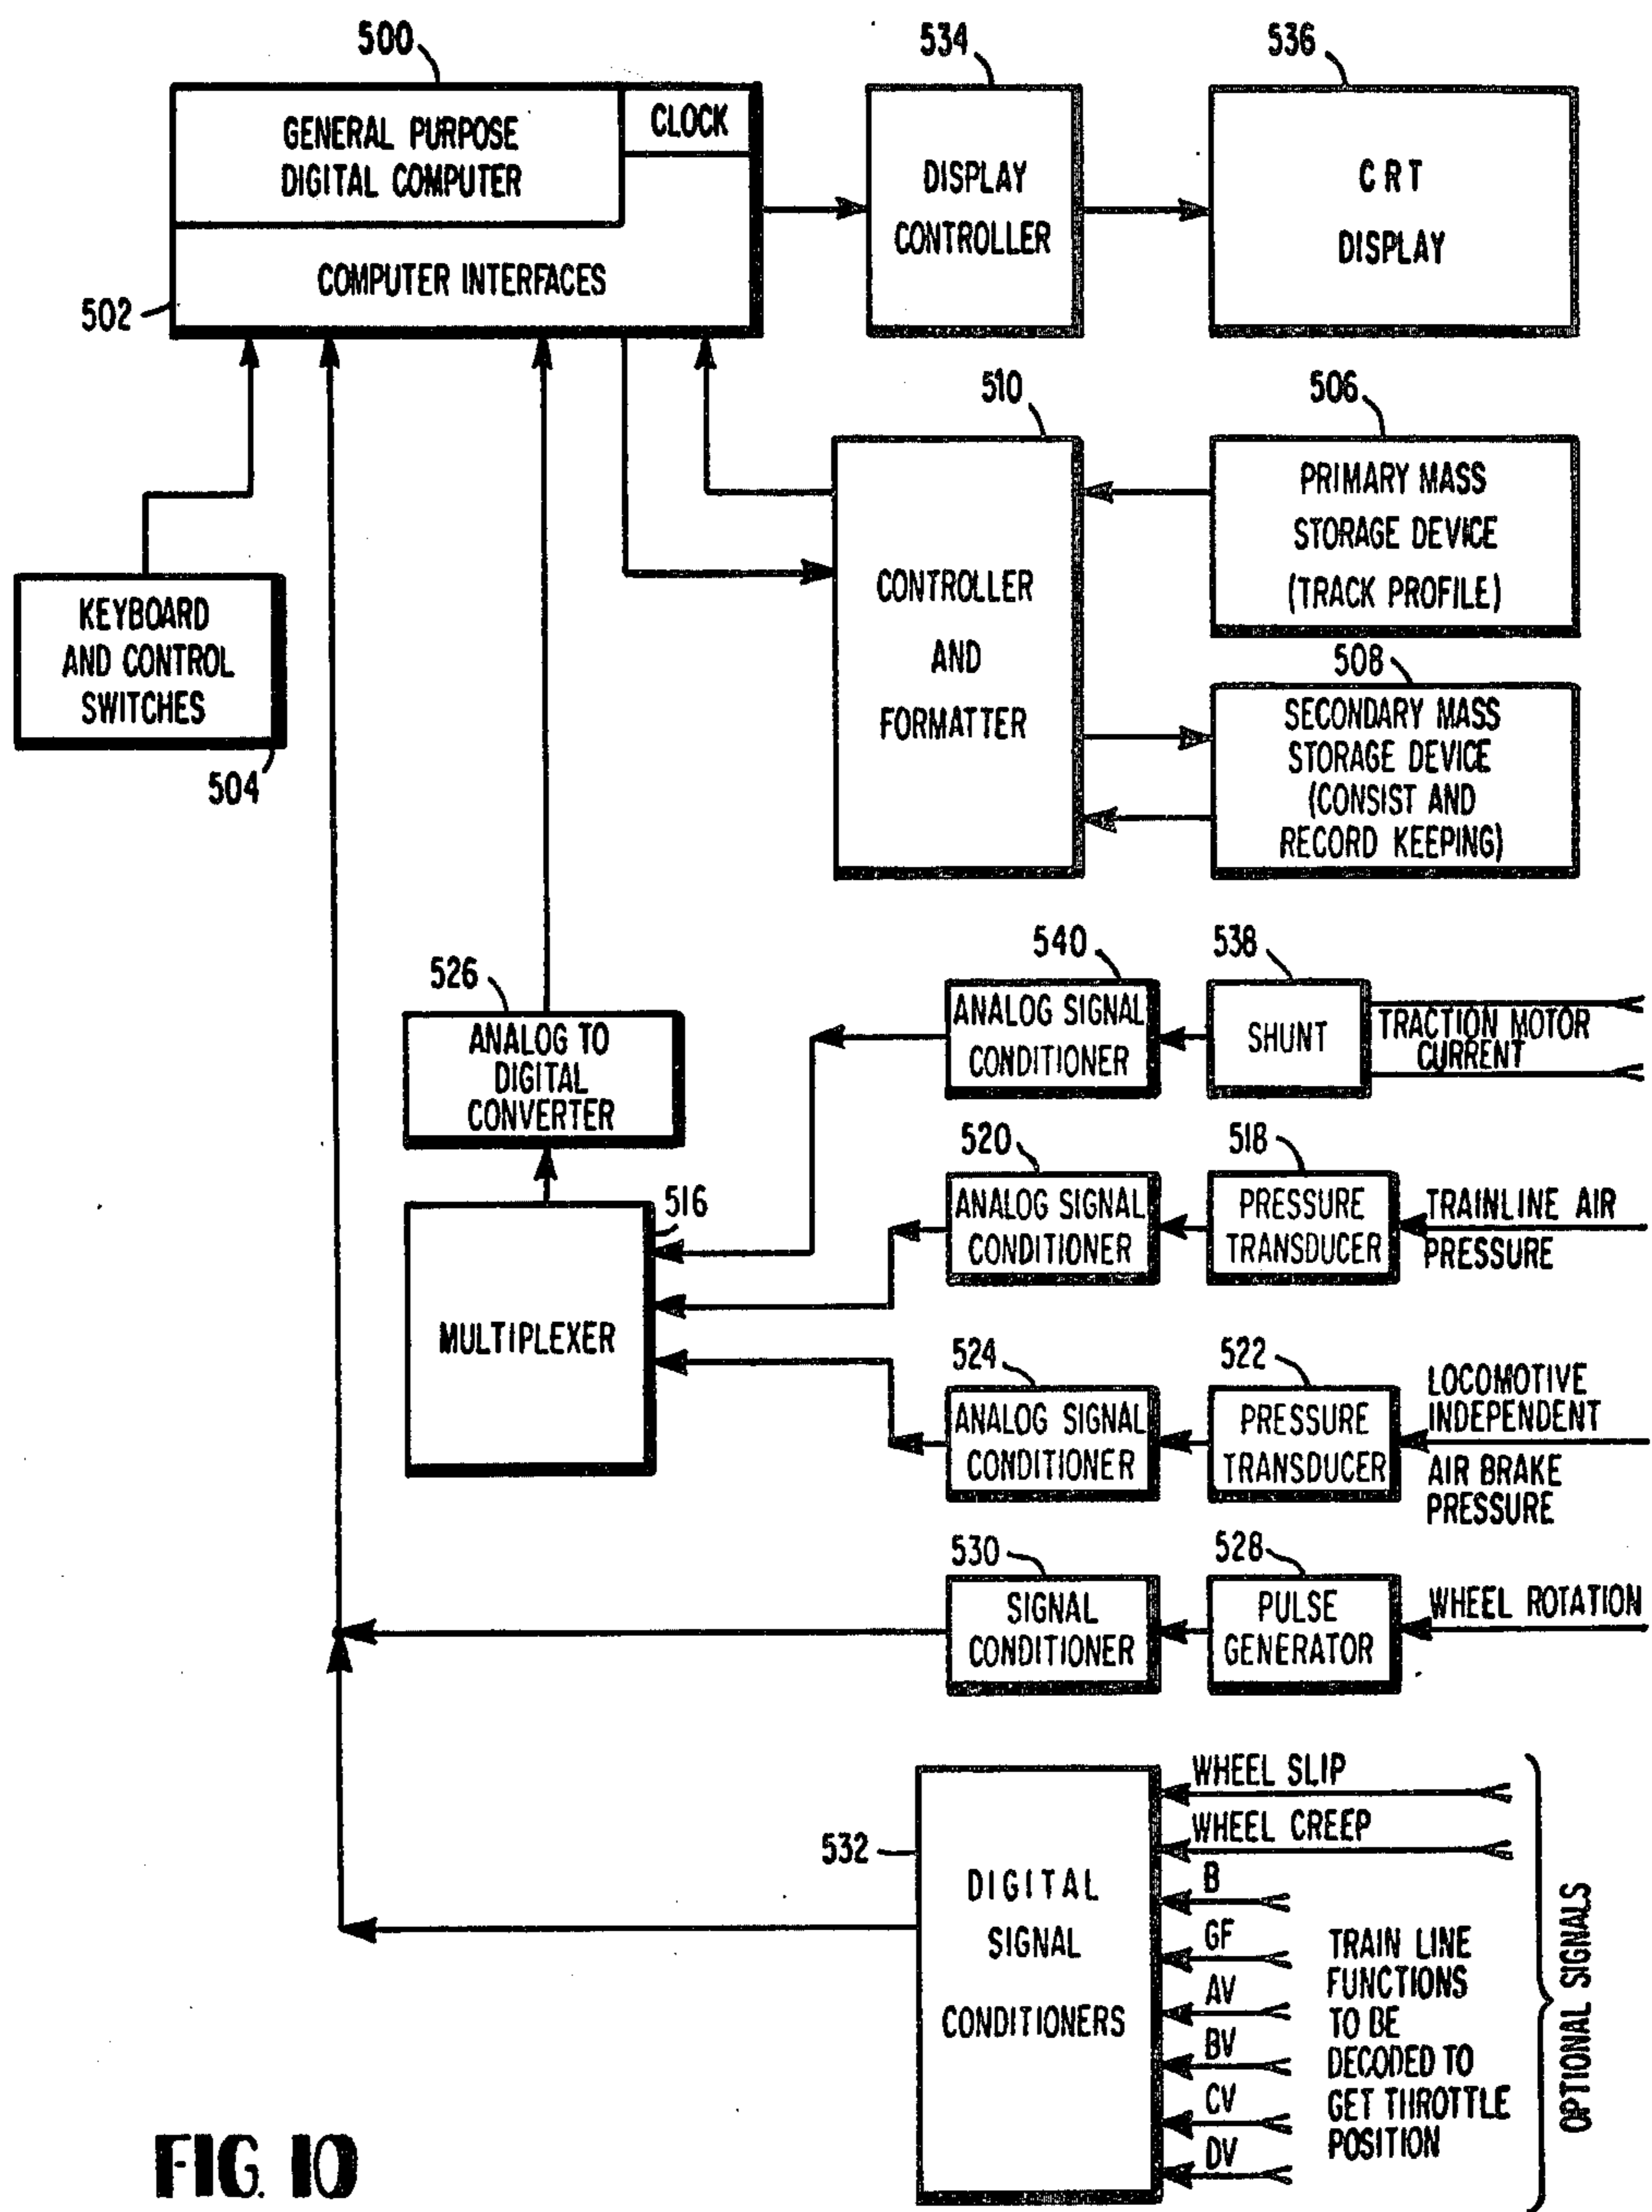 500
534
536
GENERAL PURPOSE
DIGITAL COMPUTER
CLOCK
COMPUTER INTERFACES
502
DISPLAY
CONTROLLER
CRT
DISPLAY
510
506
CONTROLLER
AND
FORMATTER
PRIMARY MASS
STORAGE DEVICE
(TRACK PROFILE)
508
SECONDARY MASS
STORAGE DEVICE
(CONSIST AND
RECORD KEEPING)
KEYBOARD
AND CONTROL
SWITCHES
504
526
ANALOG TO
DIGITAL
CONVERTER
516
MULTIPLEXER
540
538
ANALOG SIGNAL
CONDITIONER
SHUNT
TRACTION MOTOR
CURRENT
520
518
ANALOG SIGNAL
CONDITIONER
PRESSURE
TRANSDUCER
TRAINLINE AIR
PRESSURE
524
522
ANALOG SIGNAL
CONDITIONER
PRESSURE
TRANSDUCER
LOCOMOTIVE
INDEPENDENT
AIR BRAKE
PRESSURE
530
528
SIGNAL
CONDITIONER
PULSE
GENERATOR
WHEEL ROTATION
532
DIGITAL
SIGNAL
CONDITIONERS
WHEEL SLIP
WHEEL CREEP
B
GF
AV
BV
CV
DV
TRAIN LINE
FUNCTIONS
TO BE
DECODED TO
GET THROTTLE
POSITION
OPTIONAL SIGNALS
FIG. 10